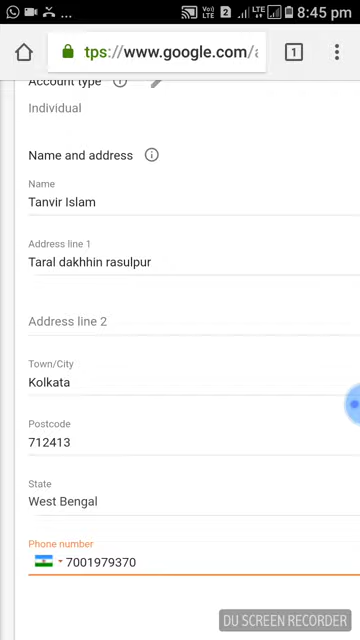 8:45 pm
tps://www.google.com/a
1
Account type
Individual
Name and address
Name
Tanvir Islam
Address line 1
Taral dakhhin rasulpur
Address line 2
Town/City
Kolkata
Postcode
712413
State
West Bengal
Phone number
7001979370
DU SCREEN RECORDER